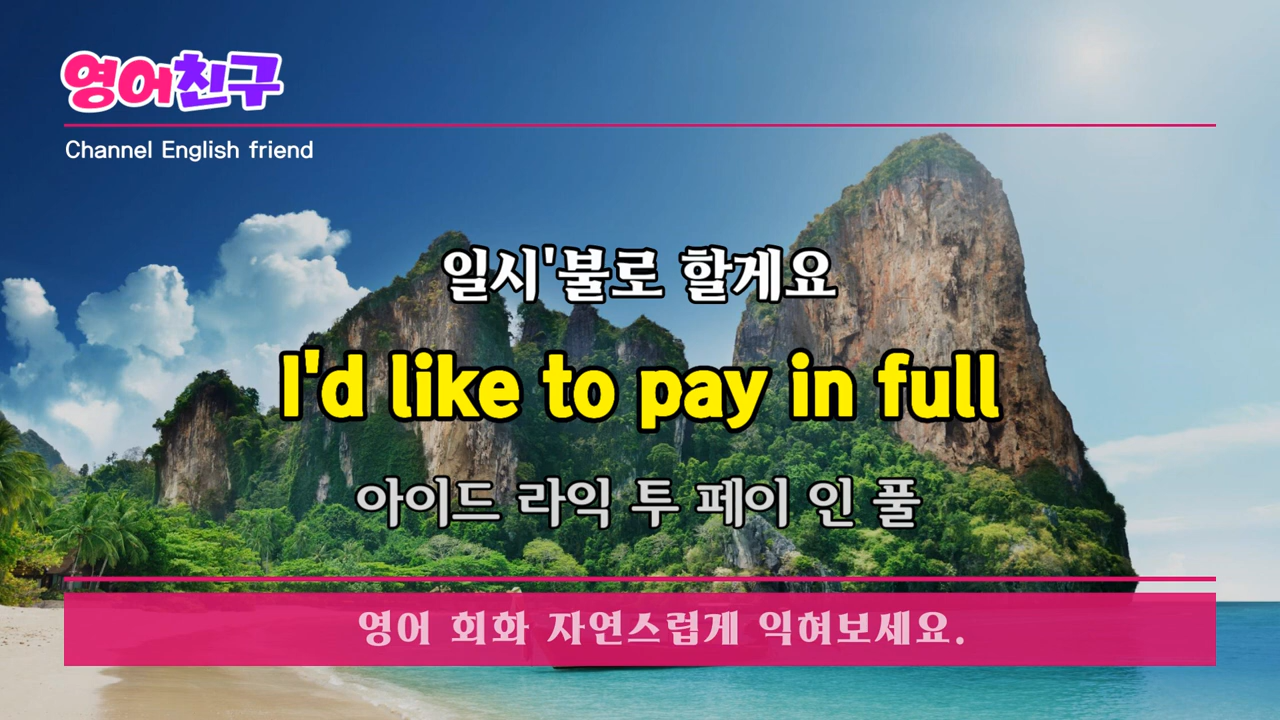 영어친구
Channel English friend
일시'불로 할게요
I'd like to pay in full
아이드 라익 투 페이 인 풀
영어 회화 자연스럽게 익혀보세요.